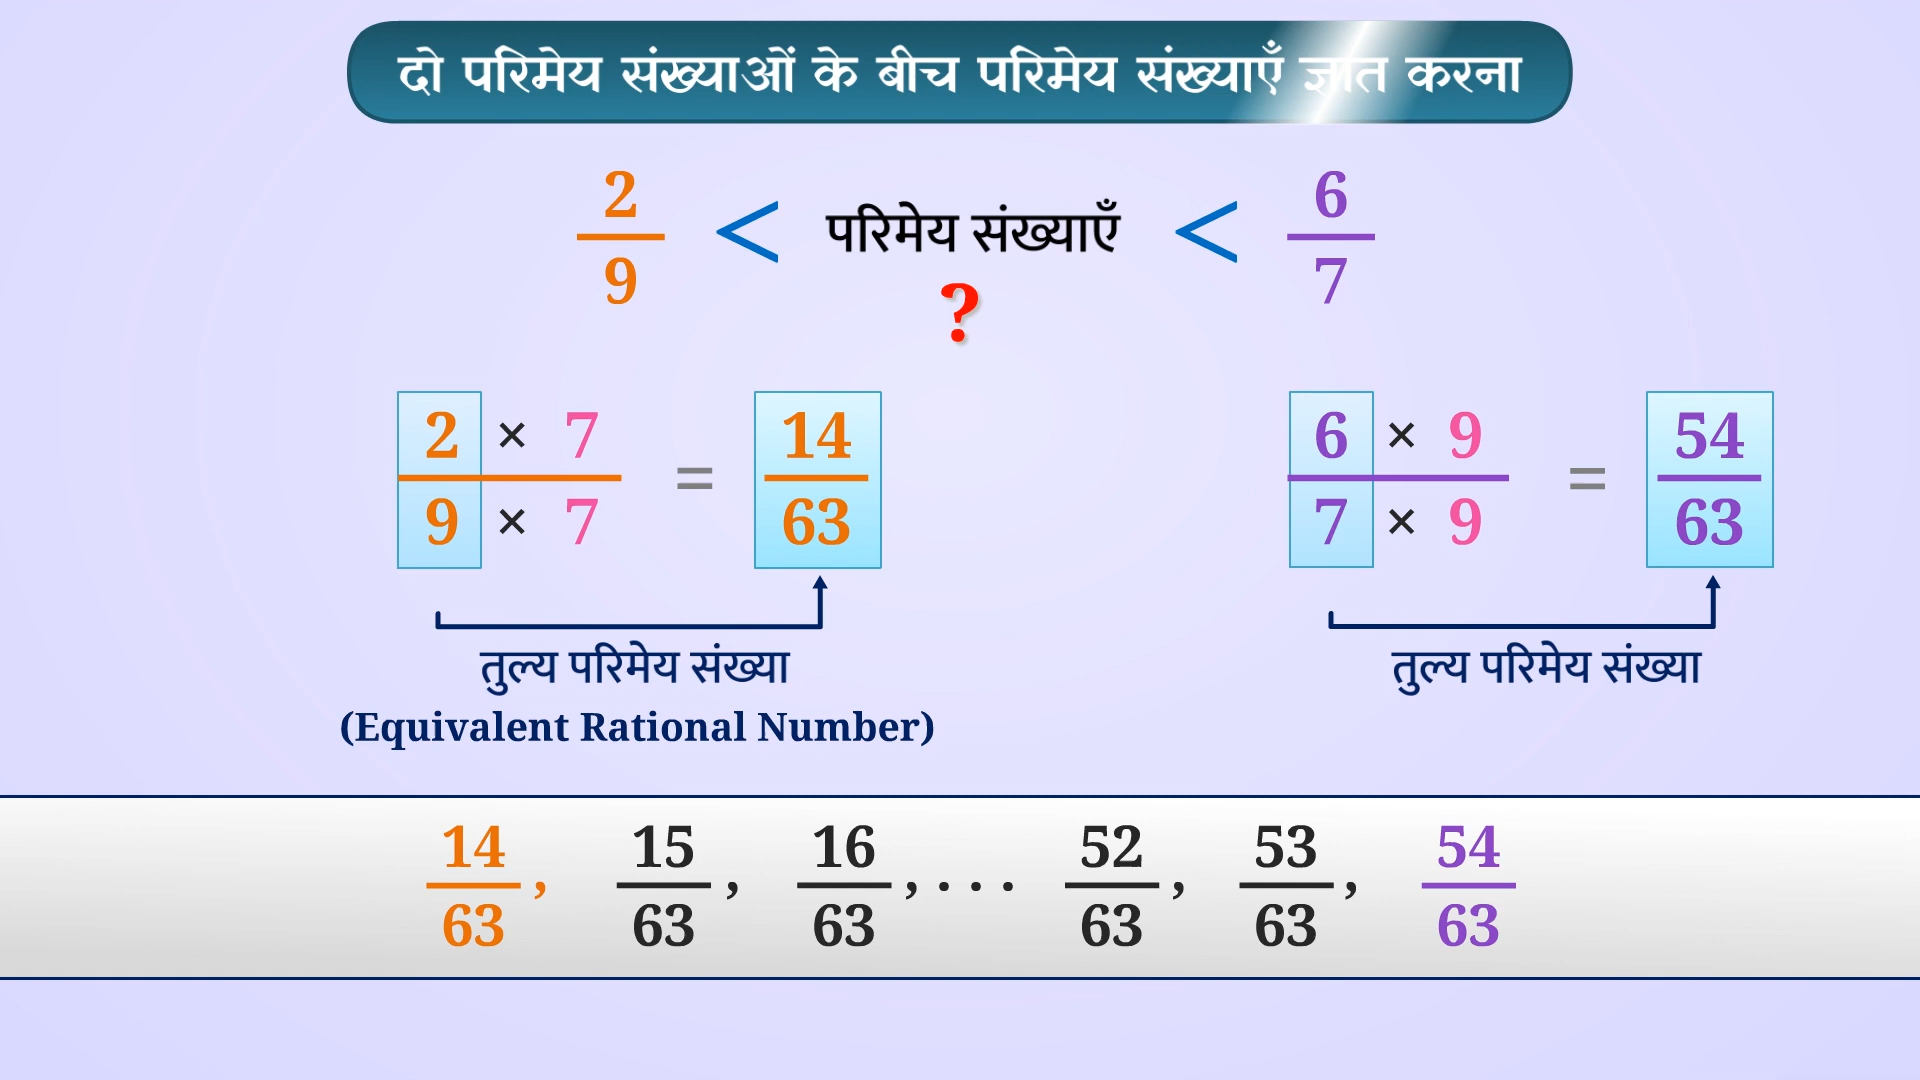 दो परिमेय संख्याओं के बीच परिमेय संख्याएँ ज्ञात करना
2/9 < परिमेय संख्याएँ < 6/7
?
2 × 7 / 9 × 7 = 14/63
6 × 9 / 7 × 9 = 54/63
तुल्य परिमेय संख्या
(Equivalent Rational Number)
तुल्य परिमेय संख्या
14/63, 15/63, 16/63, . . . 52/63, 53/63, 54/63